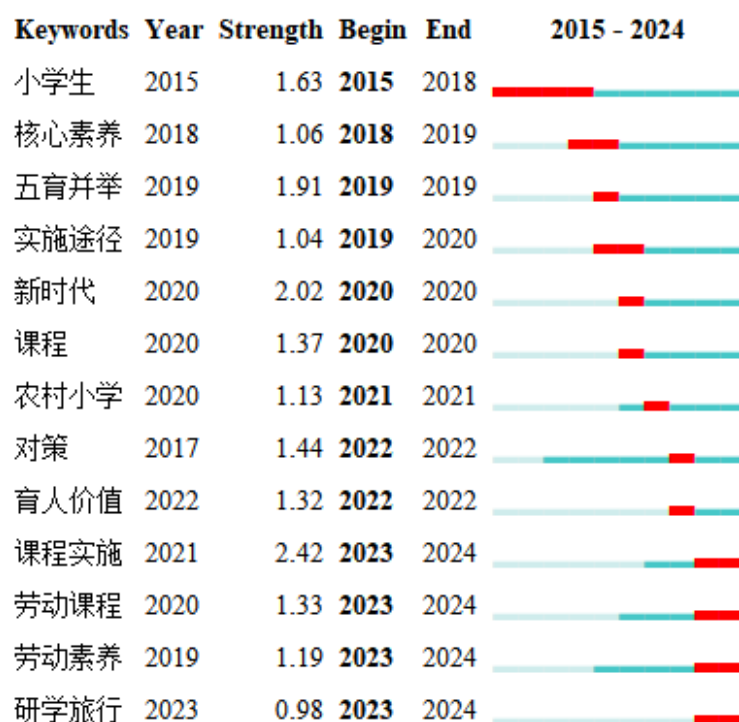 Keywords Year Strength Begin End 2015 - 2024
小学生 2015 1.63 2015 2018
核心素养 2018 1.06 2018 2019
五育并举 2019 1.91 2019 2019
实施途径 2019 1.04 2019 2020
新时代 2020 2.02 2020 2020
课程 2020 1.37 2020 2020
农村小学 2020 1.13 2021 2021
对策 2017 1.44 2022 2022
育人价值 2022 1.32 2022 2022
课程实施 2021 2.42 2023 2024
劳动课程 2020 1.33 2023 2024
劳动素养 2019 1.19 2023 2024
研学旅行 2023 0.98 2023 2024